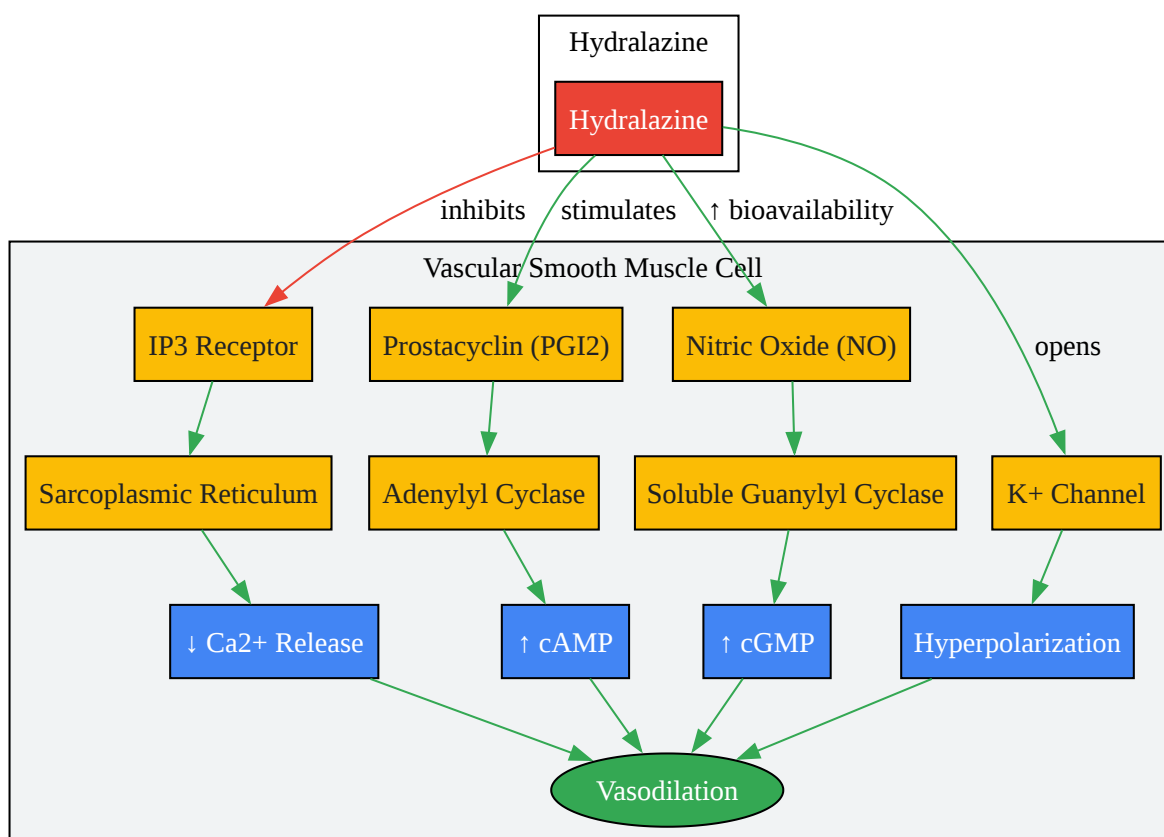 Hydralazine
Hydralazine
inhibits
stimulates
↑ bioavailability
Vascular Smooth Muscle Cell
IP3 Receptor
Prostacyclin (PGI2)
Nitric Oxide (NO)
opens
Sarcoplasmic Reticulum
Adenylyl Cyclase
Soluble Guanylyl Cyclase
K+ Channel
↓ Ca2+ Release
↑ cAMP
↑ cGMP
Hyperpolarization
Vasodilation